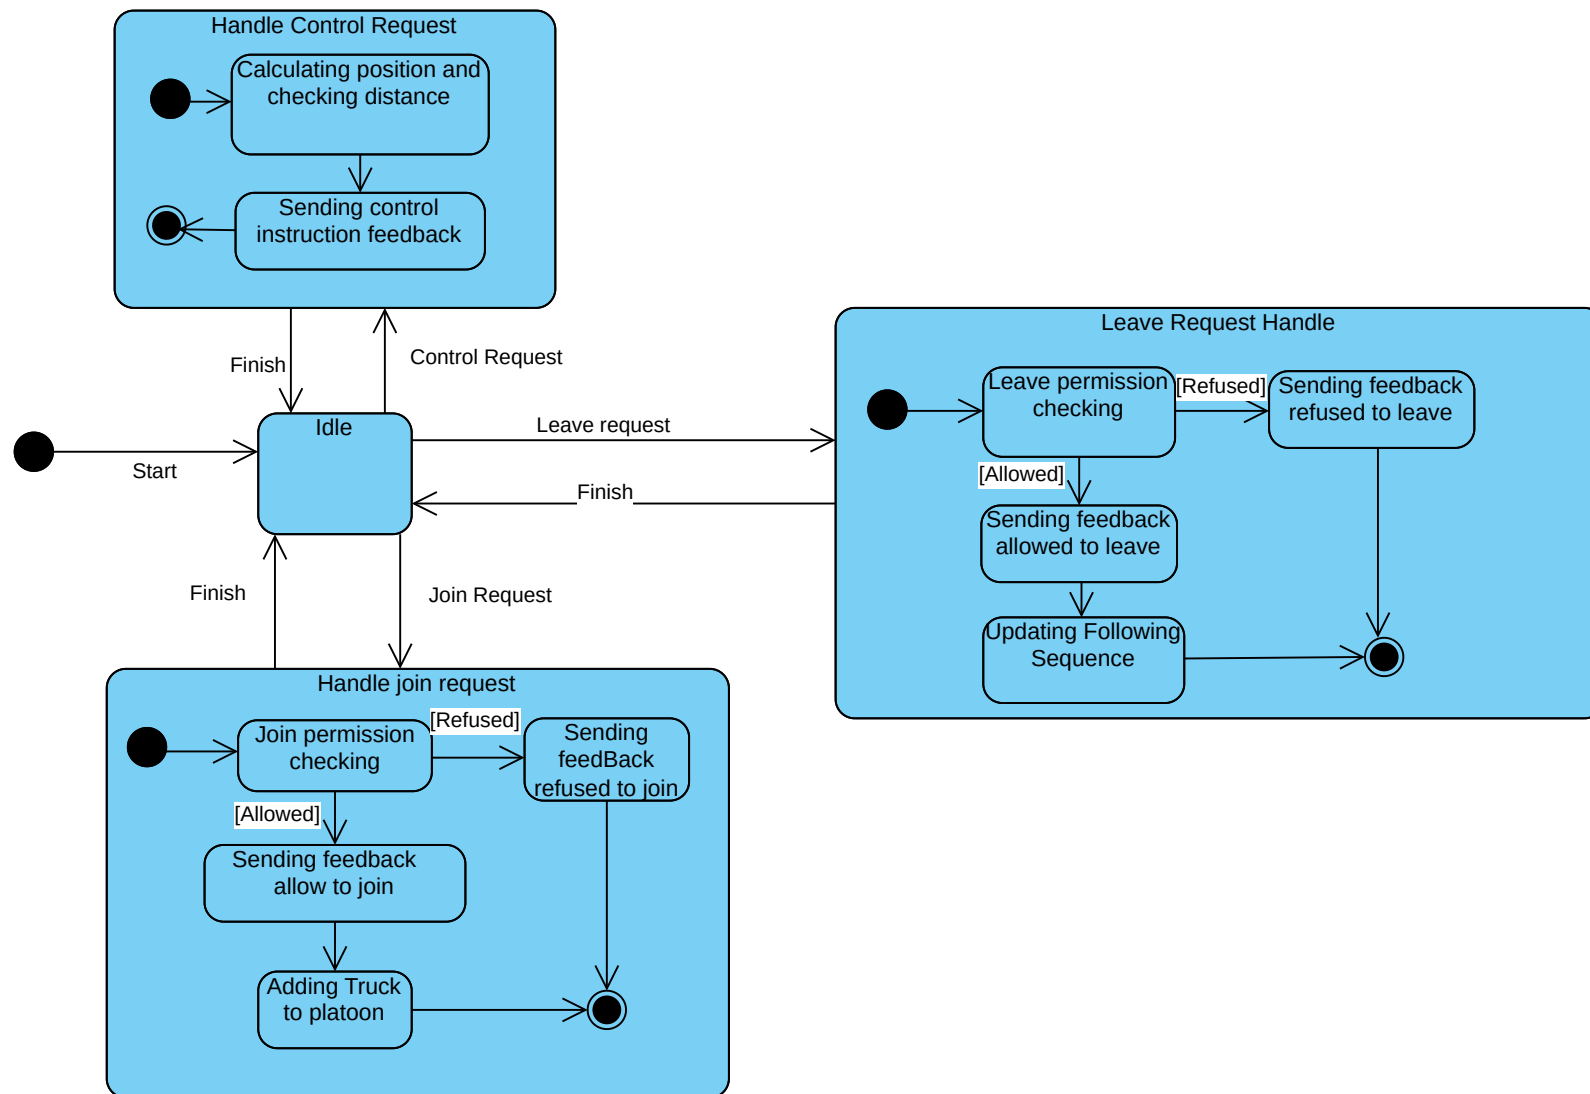 Handle Control Request
Calculating position and
checking distance
Sending control
instruction feedback
Finish
Control Request
Idle
Start
Leave request
Finish
Leave Request Handle
Leave permission
checking
[Refused]
Sending feedback
refused to leave
[Allowed]
Sending feedback
allowed to leave
Updating Following
Sequence
Finish
Join Request
Handle join request
Join permission
checking
[Refused]
Sending
feedBack
refused to join
[Allowed]
Sending feedback
allow to join
Adding Truck
to platoon